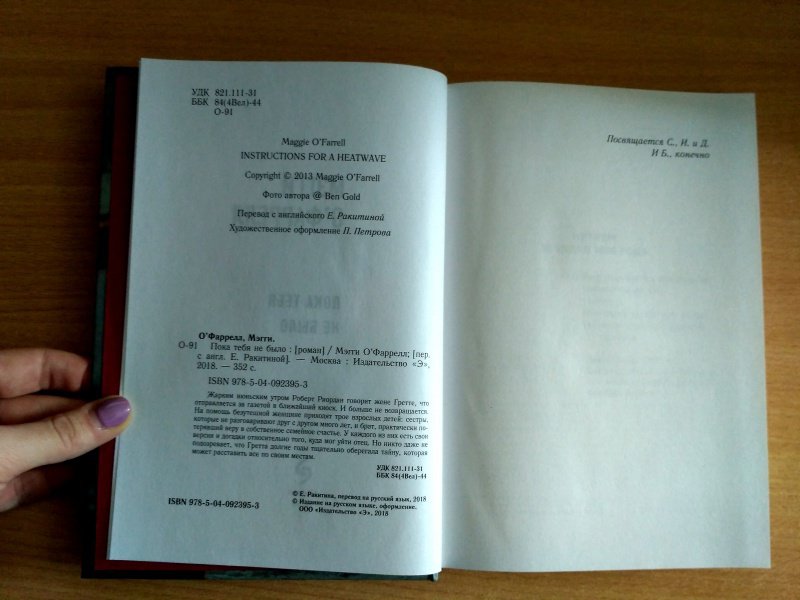 УДК 821.111-31
ББК 84(4Вел)-44
О-91
Maggie O'Farrell
INSTRUCTIONS FOR A HEATWAVE
Copyright © 2013 Maggie O'Farrell
Фото автора @ Ben Gold
Перевод с английского Е. Ракитиной
Художественное оформление П. Петрова
О'Фаррелл, Мэгги.
О-91 Пока тебя не было : [роман] / Мэгги О'Фаррелл; [пер.
с англ. Е. Ракитиной]. — Москва : Издательство «Э»,
2018. — 352 с.
ISBN 978-5-04-092395-3
Жарким июньским утром Роберт Риордан говорит жене Гретте, что
отправляется за газетой в ближайший киоск. И больше не возвращается.
На помощь безутешной женщине приходят трое взрослых детей: сестры,
которые не разговаривают друг с другом много лет, и брат, практически по-
терявший веру в собственное семейное счастье. У каждого из них есть свои
версии и догадки относительно того, куда мог уйти отец. Но никто даже не
подозревает, что Гретта долгие годы тщательно оберегала тайну, которая
может расставить все по своим местам.
УДК 821.111-31
ББК 84(4Вел)-44
© Е. Ракитина, перевод на русский язык, 2018
© Издание на русском языке, оформление.
ООО «Издательство «Э», 2018
ISBN 978-5-04-092395-3
Посвящается С., И. и Д.
И Б., конечно